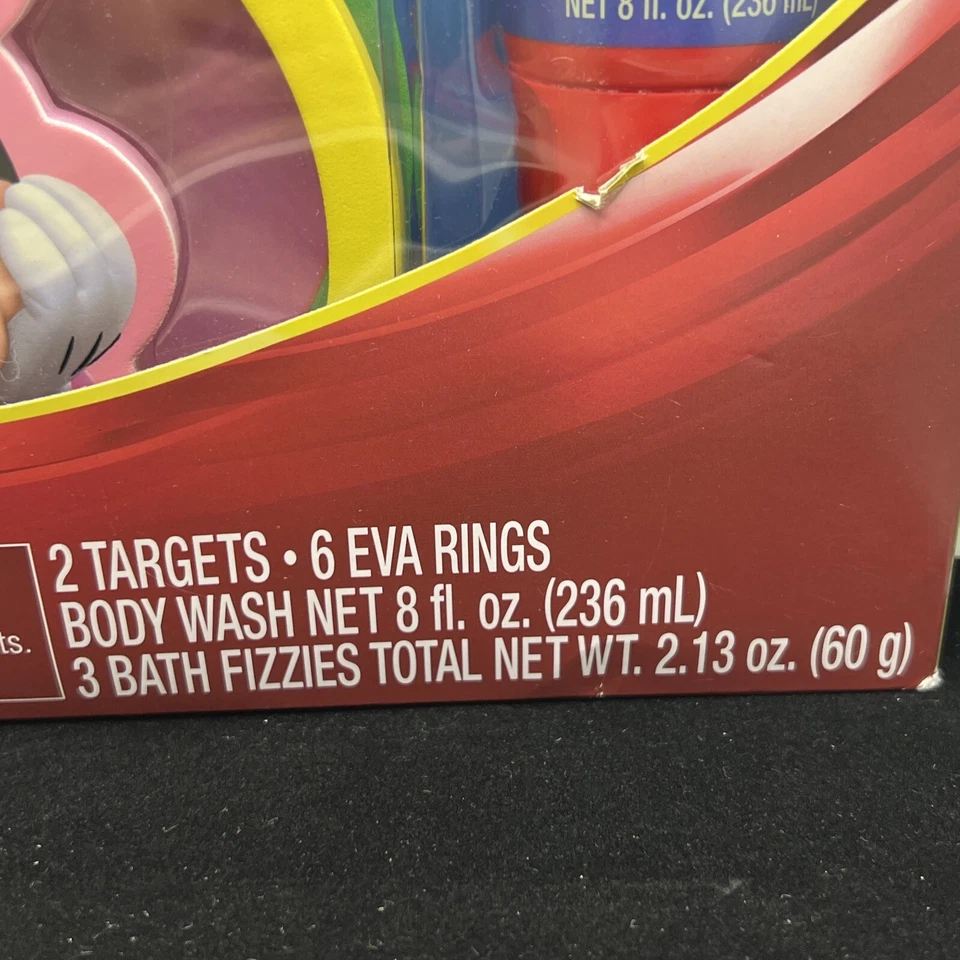 NET 8 fl. oz. (236 mL)
2 TARGETS • 6 EVA RINGS
BODY WASH NET 8 fl. oz. (236 mL)
ts.
3 BATH FIZZIES TOTAL NET WT. 2.13 oz. (60 g)